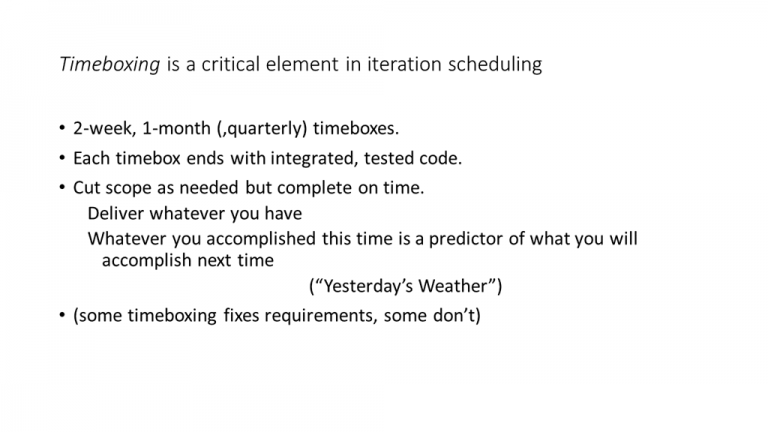 Timeboxing is a critical element in iteration scheduling
• 2-week, 1-month (,quarterly) timeboxes.
• Each timebox ends with integrated, tested code.
• Cut scope as needed but complete on time.
Deliver whatever you have
Whatever you accomplished this time is a predictor of what you will
accomplish next time
(“Yesterday’s Weather”)
• (some timeboxing fixes requirements, some don’t)